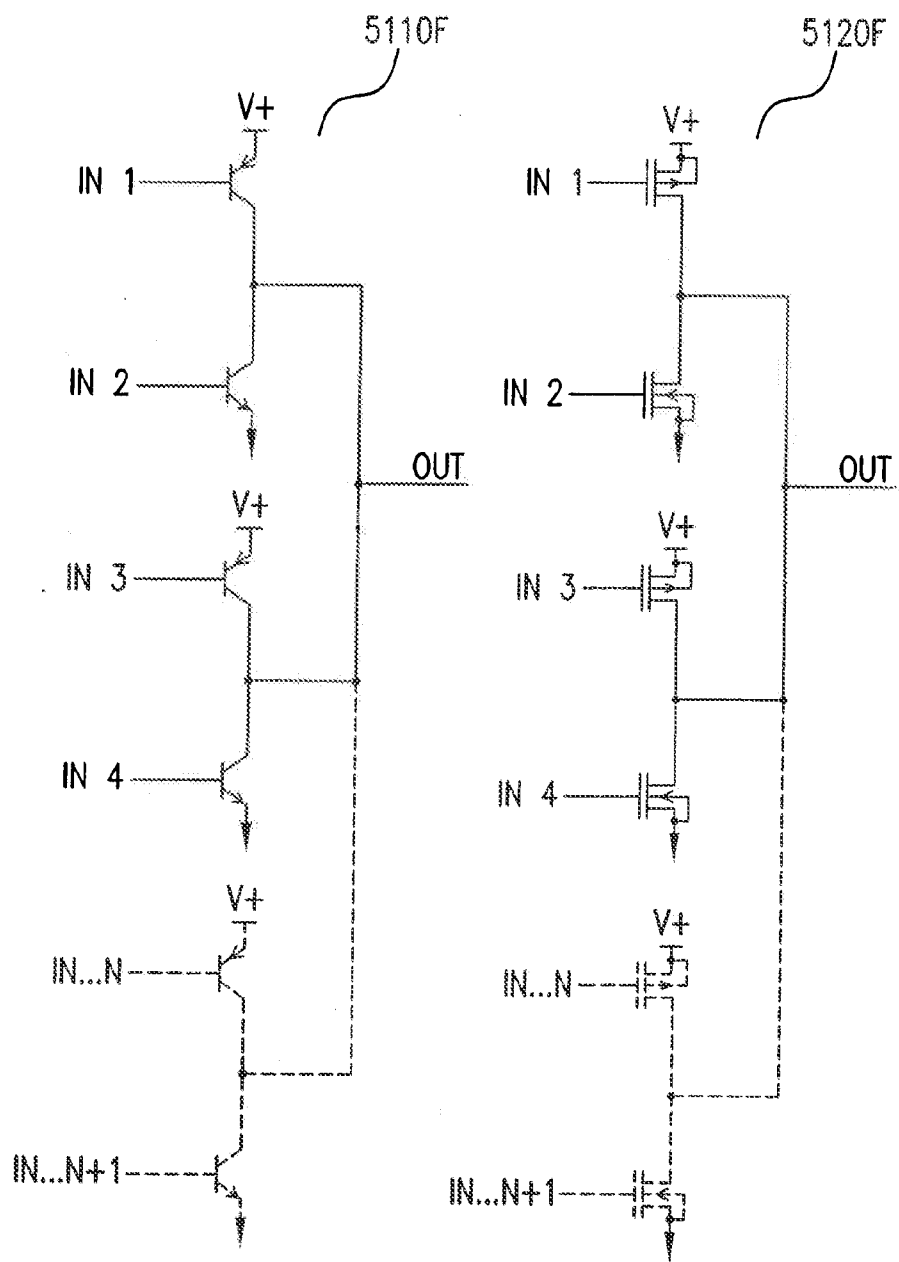 5110F
V+
IN 1
IN 2
OUT
V+
IN 3
IN 4
V+
IN...N
IN...N+1
5120F
V+
IN 1
IN 2
OUT
V+
IN 3
IN 4
V+
IN...N
IN...N+1